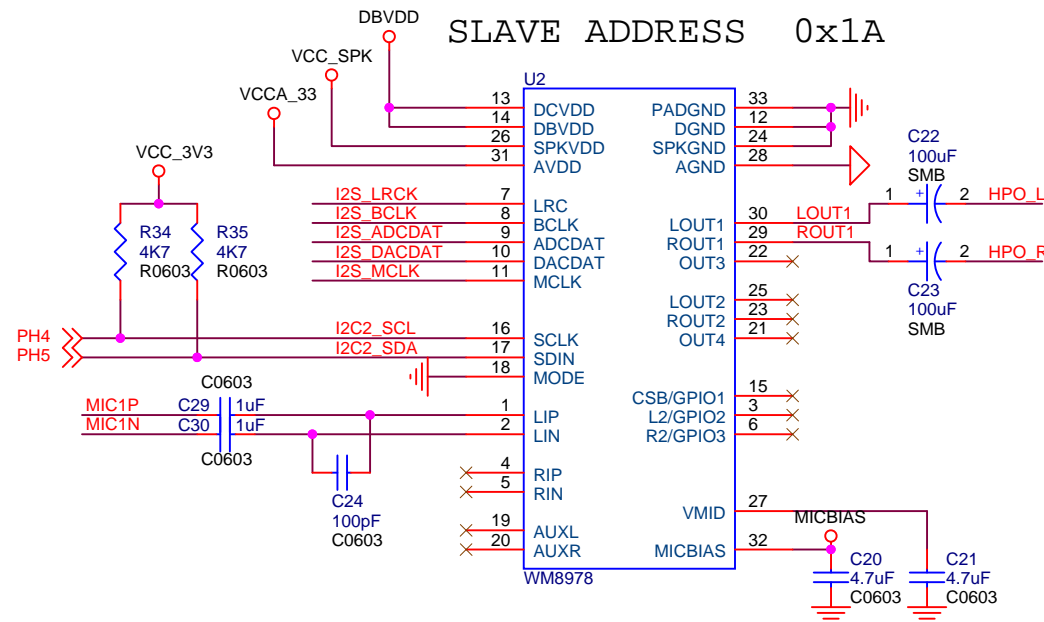 DBVDD
SLAVE ADDRESS 0x1A
VCC_SPK
VCCA_33
VCC_3V3
U2
13 DCVDD
14 DBVDD
26 SPKVDD
31 AVDD
I2S_LRCK 7 LRC
I2S_BCLK 8 BCLK
I2S_ADCDAT 9 ADCDAT
I2S_DACDAT 10 DACDAT
I2S_MCLK 11 MCLK
R34
4K7
R0603
R35
4K7
R0603
PH4 I2C2_SCL 16 SCLK
PH5 I2C2_SDA 17 SDIN
18 MODE
C0603
MIC1P C29 1uF 1 LIP
MIC1N C30 1uF 2 LIN
C0603
C24
100pF
C0603
4 RIP
5 RIN
19 AUXL
20 AUXR
WM8978
PADGND 33
DGND 12
SPKGND 24
AGND 28
C22
100uF
SMB
LOUT1 30 LOUT1 1 + 2 HPO_L
ROUT1 29 ROUT1 1 + 2 HPO_R
OUT3 22
C23
100uF
SMB
LOUT2 25
ROUT2 23
OUT4 21
CSB/GPIO1 15
L2/GPIO2 3
R2/GPIO3 6
VMID 27
MICBIAS
MICBIAS 32
C20
4.7uF
C0603
C21
4.7uF
C0603